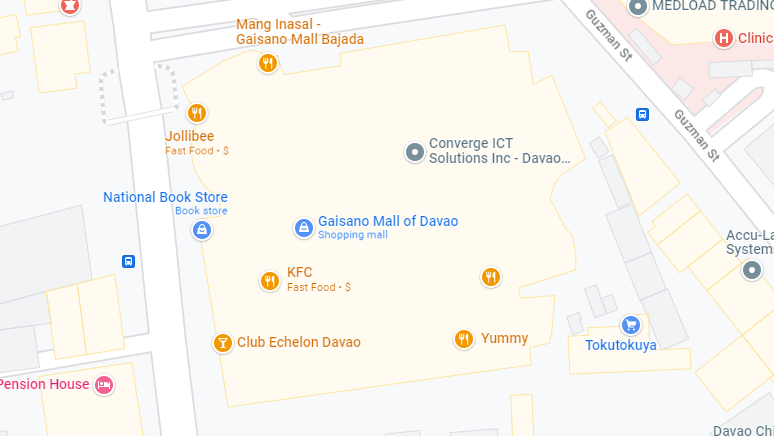 Mang Inasal -
Gaisano Mall Bajada
MEDLOAD TRADING
Guzman St
Clinic
Jollibee
Fast Food • $
Converge ICT
Solutions Inc - Davao...
Guzman St
National Book Store
Book store
Gaisano Mall of Davao
Shopping mall
Accu-La
Systems
KFC
Fast Food • $
Club Echelon Davao
Yummy
Tokutokuya
Pension House
Davao Chi
H